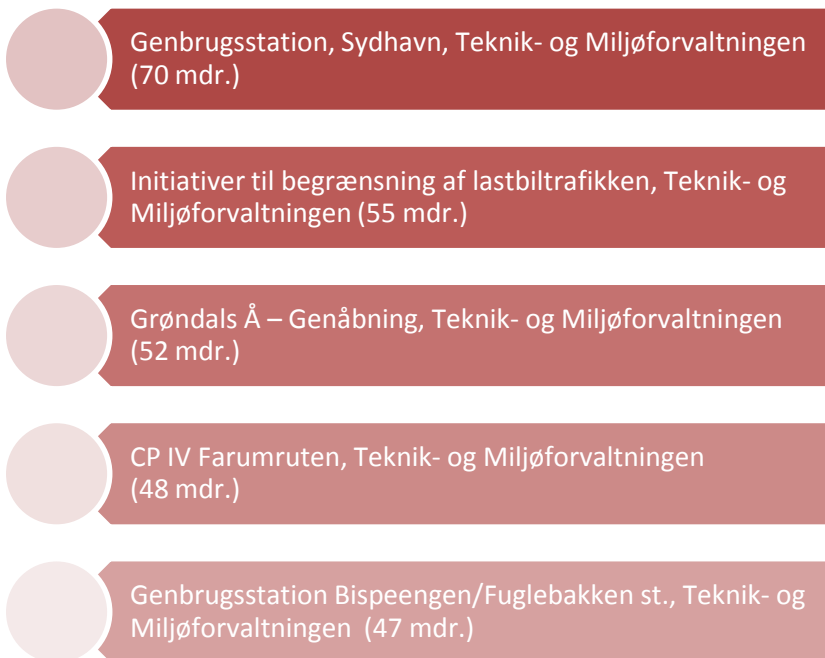 Genbrugsstation, Sydhavn, Teknik- og Miljøforvaltningen
(70 mdr.)
Initiativer til begrænsning af lastbiltrafikken, Teknik- og
Miljøforvaltningen (55 mdr.)
Grøndals Å – Genåbning, Teknik- og Miljøforvaltningen
(52 mdr.)
CP IV Farumruten, Teknik- og Miljøforvaltningen
(48 mdr.)
Genbrugsstation Bispeengen/Fuglebakken st., Teknik- og
Miljøforvaltningen (47 mdr.)